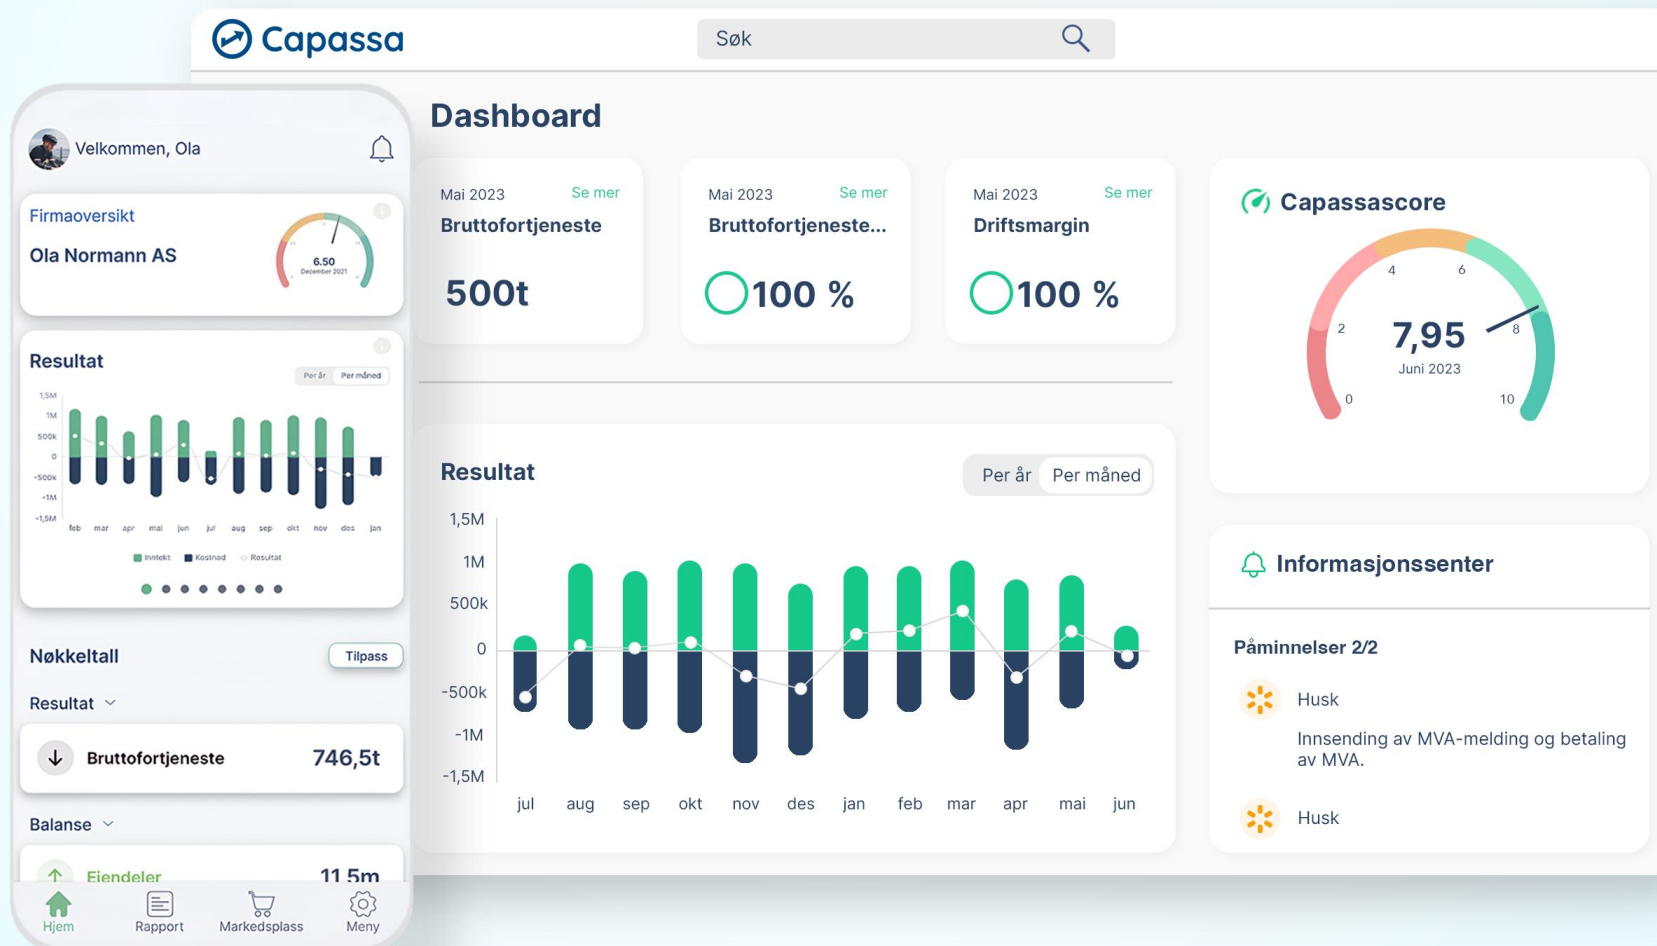 Capassa
Søk
Dashboard
Mai 2023 Se mer
Bruttofortjeneste
500t
Mai 2023 Se mer
Bruttofortjeneste...
100 %
Mai 2023 Se mer
Driftsmargin
100 %
Capassascore
0 2 4 6 8 10
7,95
Juni 2023
Resultat
Per år Per måned
1,5M
1M
500k
0
-500k
-1M
-1,5M
jul aug sep okt nov des jan feb mar apr mai jun
Informasjonssenter
Påminnelser 2/2
Husk
Innsending av MVA-melding og betaling
av MVA.
Husk
Velkommen, Ola
Firmaoversikt
Ola Normann AS
6.50
December 2021
Resultat
Per år Per måned
1,5M
1M
500k
0
-500k
-1M
-1,5M
feb mar apr mai jun jul aug sep okt nov des jan
Inntekt Kostnad Resultat
Nøkkeltall Tilpass
Resultat
Bruttofortjeneste 746,5t
Balanse
Eiendeler 11,5m
Hjem Rapport Markedsplass Meny